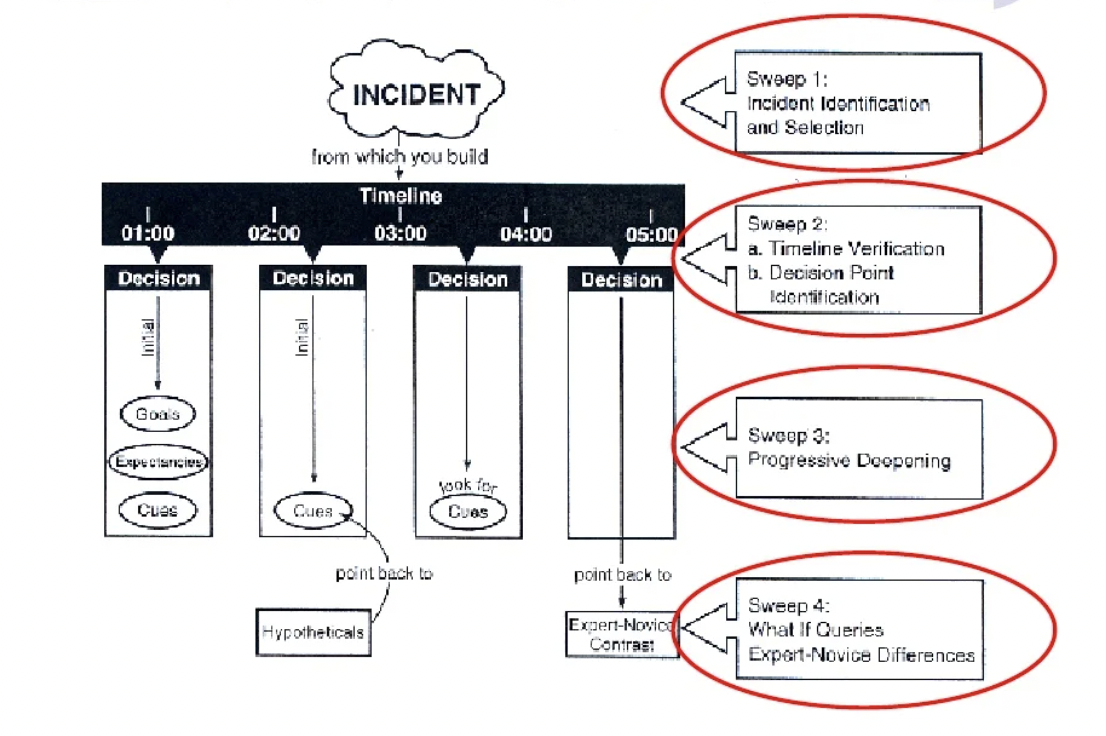 INCIDENT
from which you build
Timeline
01:00 02:00 03:00 04:00 05:00
Decision Decision Decision Decision
Initial Initial
Goals
Expectancies
Cues Cues look for
Cues
point back to point back to
Hypotheticals Expert-Novice
Contrast
Sweep 1:
Incident Identification
and Selection
Sweep 2:
a. Timeline Verification
b. Decision Point
Identification
Sweep 3:
Progressive Deepening
Sweep 4:
What If Queries
Expert-Novice Differences